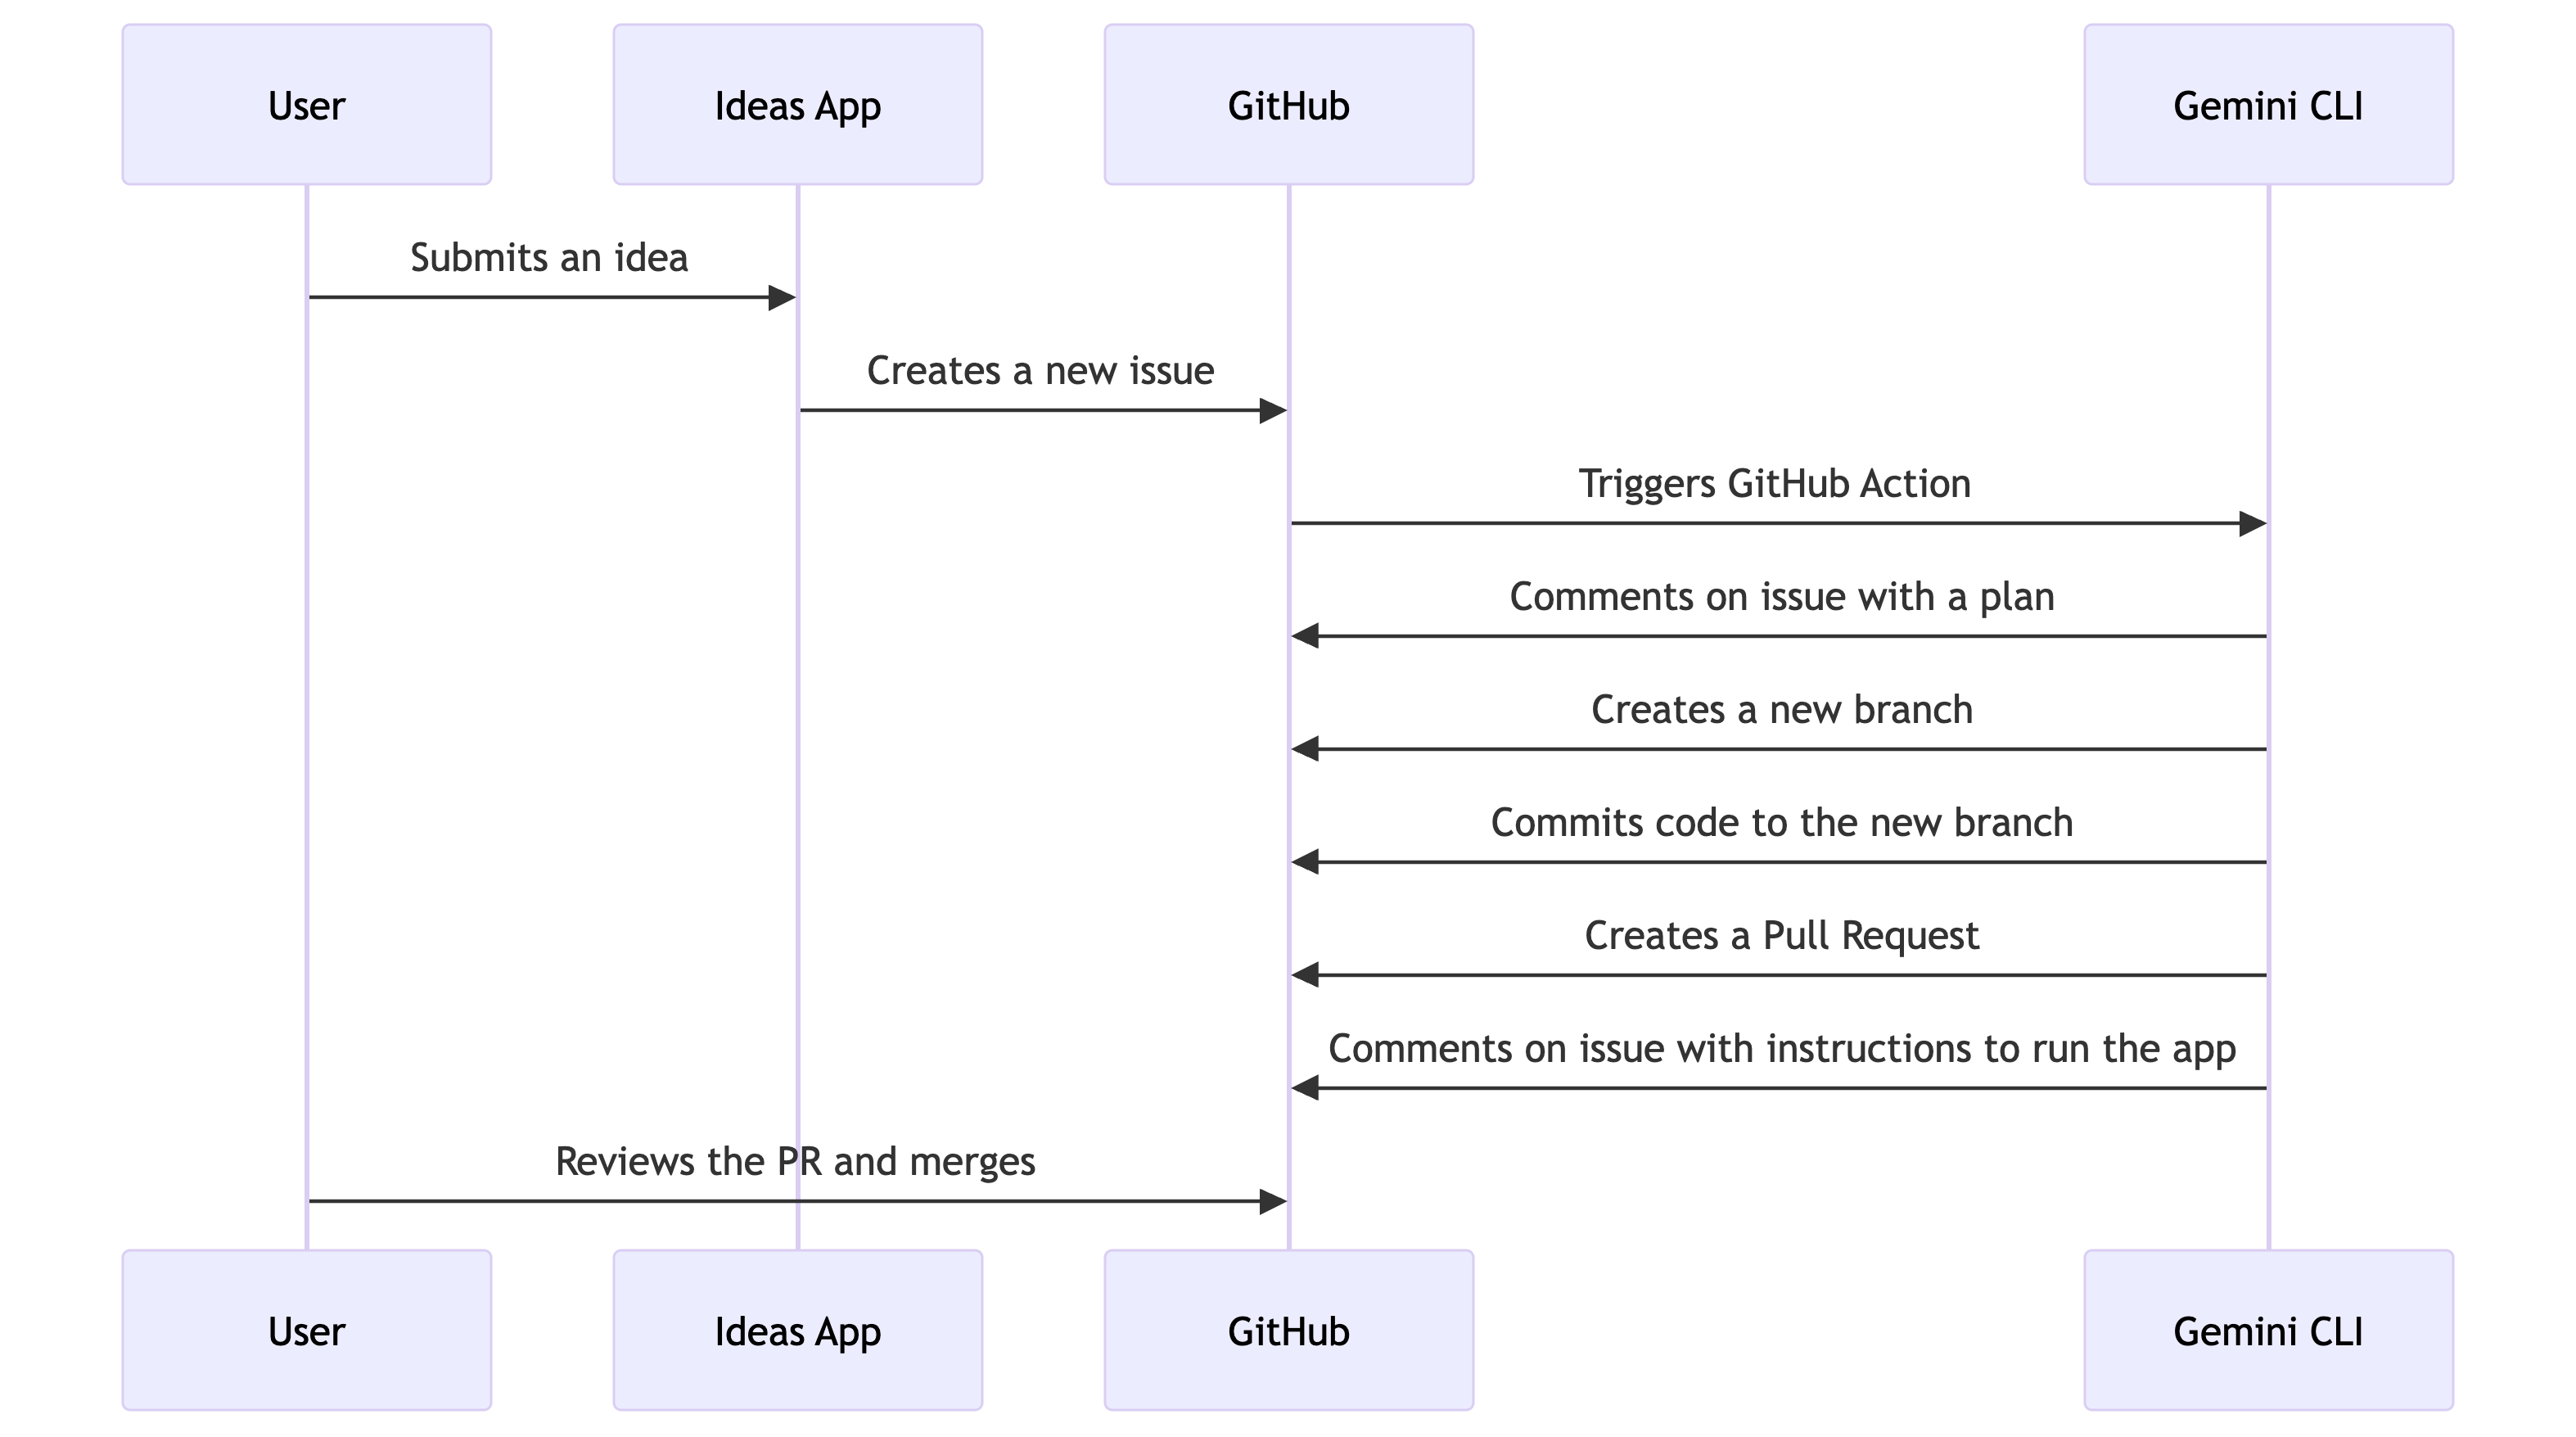 User
Ideas App
GitHub
Gemini CLI
Submits an idea
Creates a new issue
Triggers GitHub Action
Comments on issue with a plan
Creates a new branch
Commits code to the new branch
Creates a Pull Request
Comments on issue with instructions to run the app
Reviews the PR and merges
User
Ideas App
GitHub
Gemini CLI